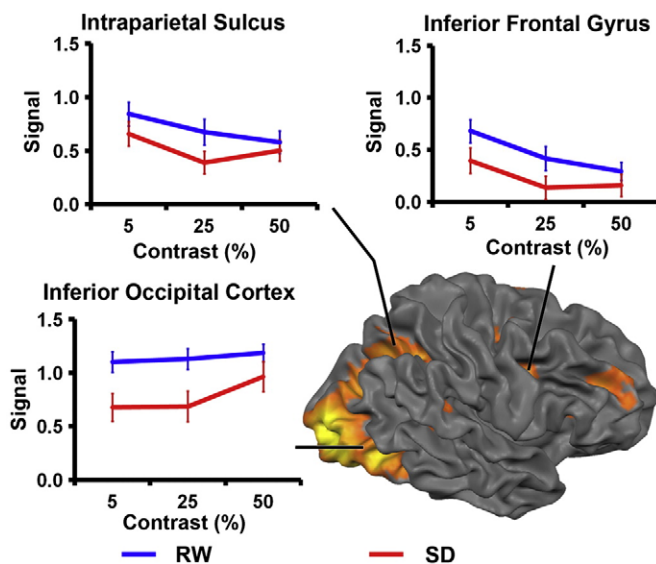 Intraparietal Sulcus
1.5
1.0
0.5
0.0
Signal
5 25 50
Contrast (%)
Inferior Frontal Gyrus
1.5
1.0
0.5
0.0
Signal
5 25 50
Contrast (%)
Inferior Occipital Cortex
1.5
1.0
0.5
0.0
Signal
5 25 50
Contrast (%)
RW SD